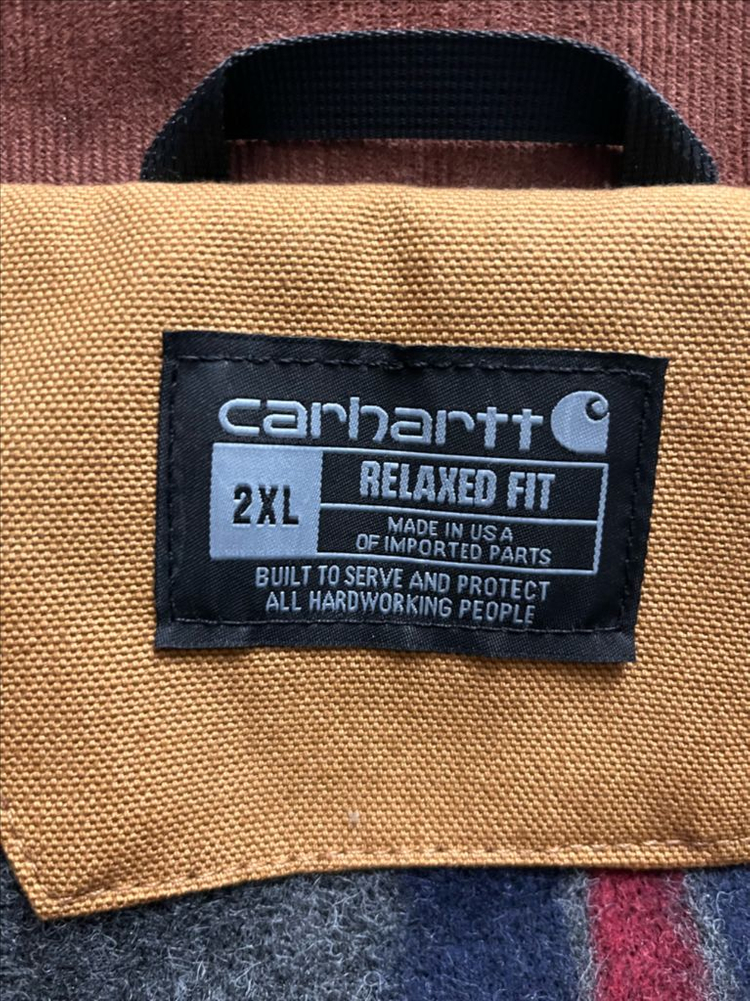 carhartt
2XL
RELAXED FIT
MADE IN USA
OF IMPORTED PARTS
BUILT TO SERVE AND PROTECT
ALL HARDWORKING PEOPLE